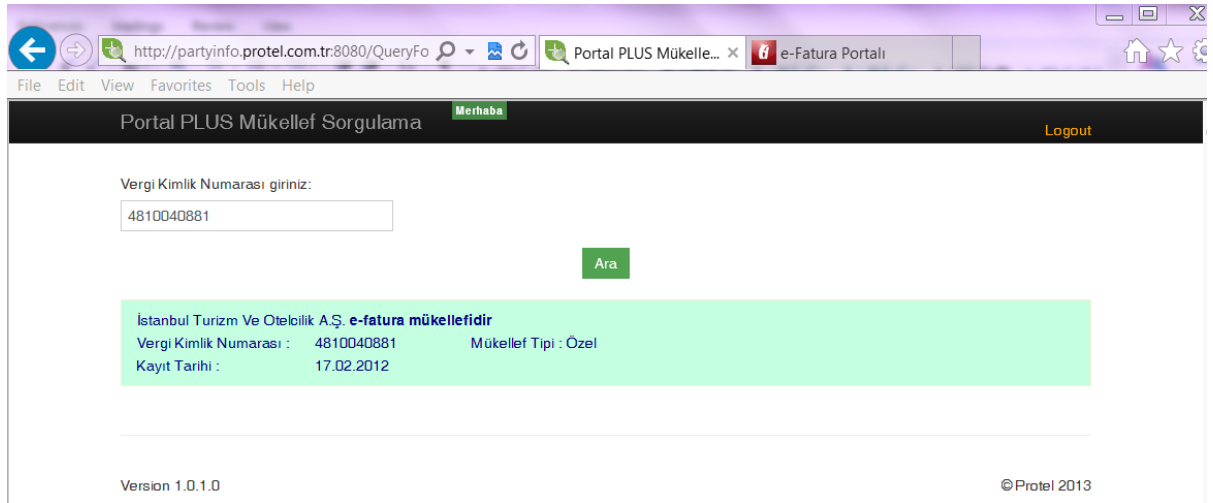 http://partyinfo.protel.com.tr:8080/QueryFo
Portal PLUS Mükelle...
e-Fatura Portalı
File Edit View Favorites Tools Help
Portal PLUS Mükellef Sorgulama
Merhaba
Logout
Vergi Kimlik Numarası giriniz:
4810040881
Ara
İstanbul Turizm Ve Otelcilik A.Ş. e-fatura mükellefidir
Vergi Kimlik Numarası : 4810040881 Mükellef Tipi : Özel
Kayıt Tarihi : 17.02.2012
Version 1.0.1.0 © Protel 2013